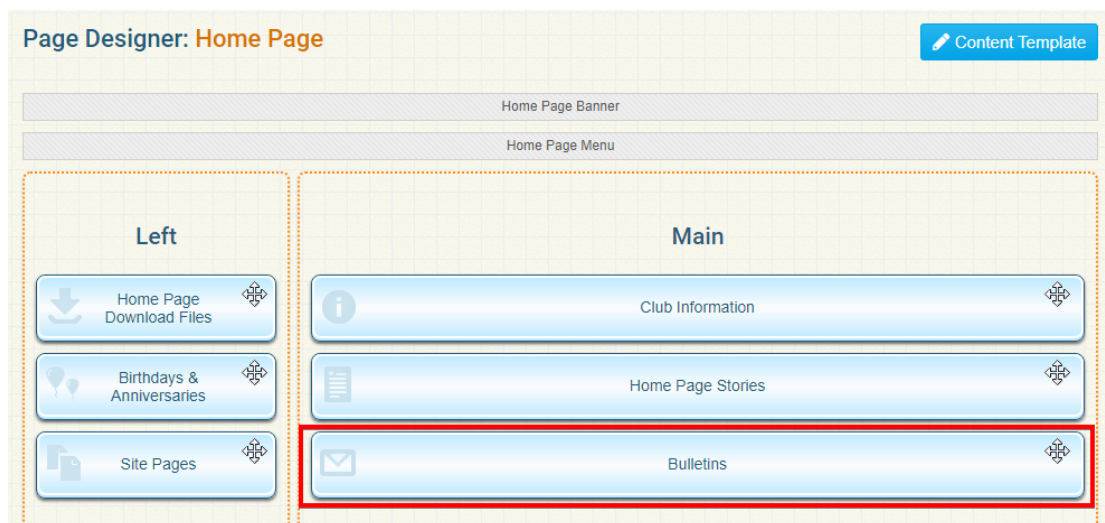 Page Designer: Home Page
Content Template
Home Page Banner
Home Page Menu
Left
Home Page
Download Files
Birthdays &
Anniversaries
Site Pages
Main
Club Information
Home Page Stories
Bulletins